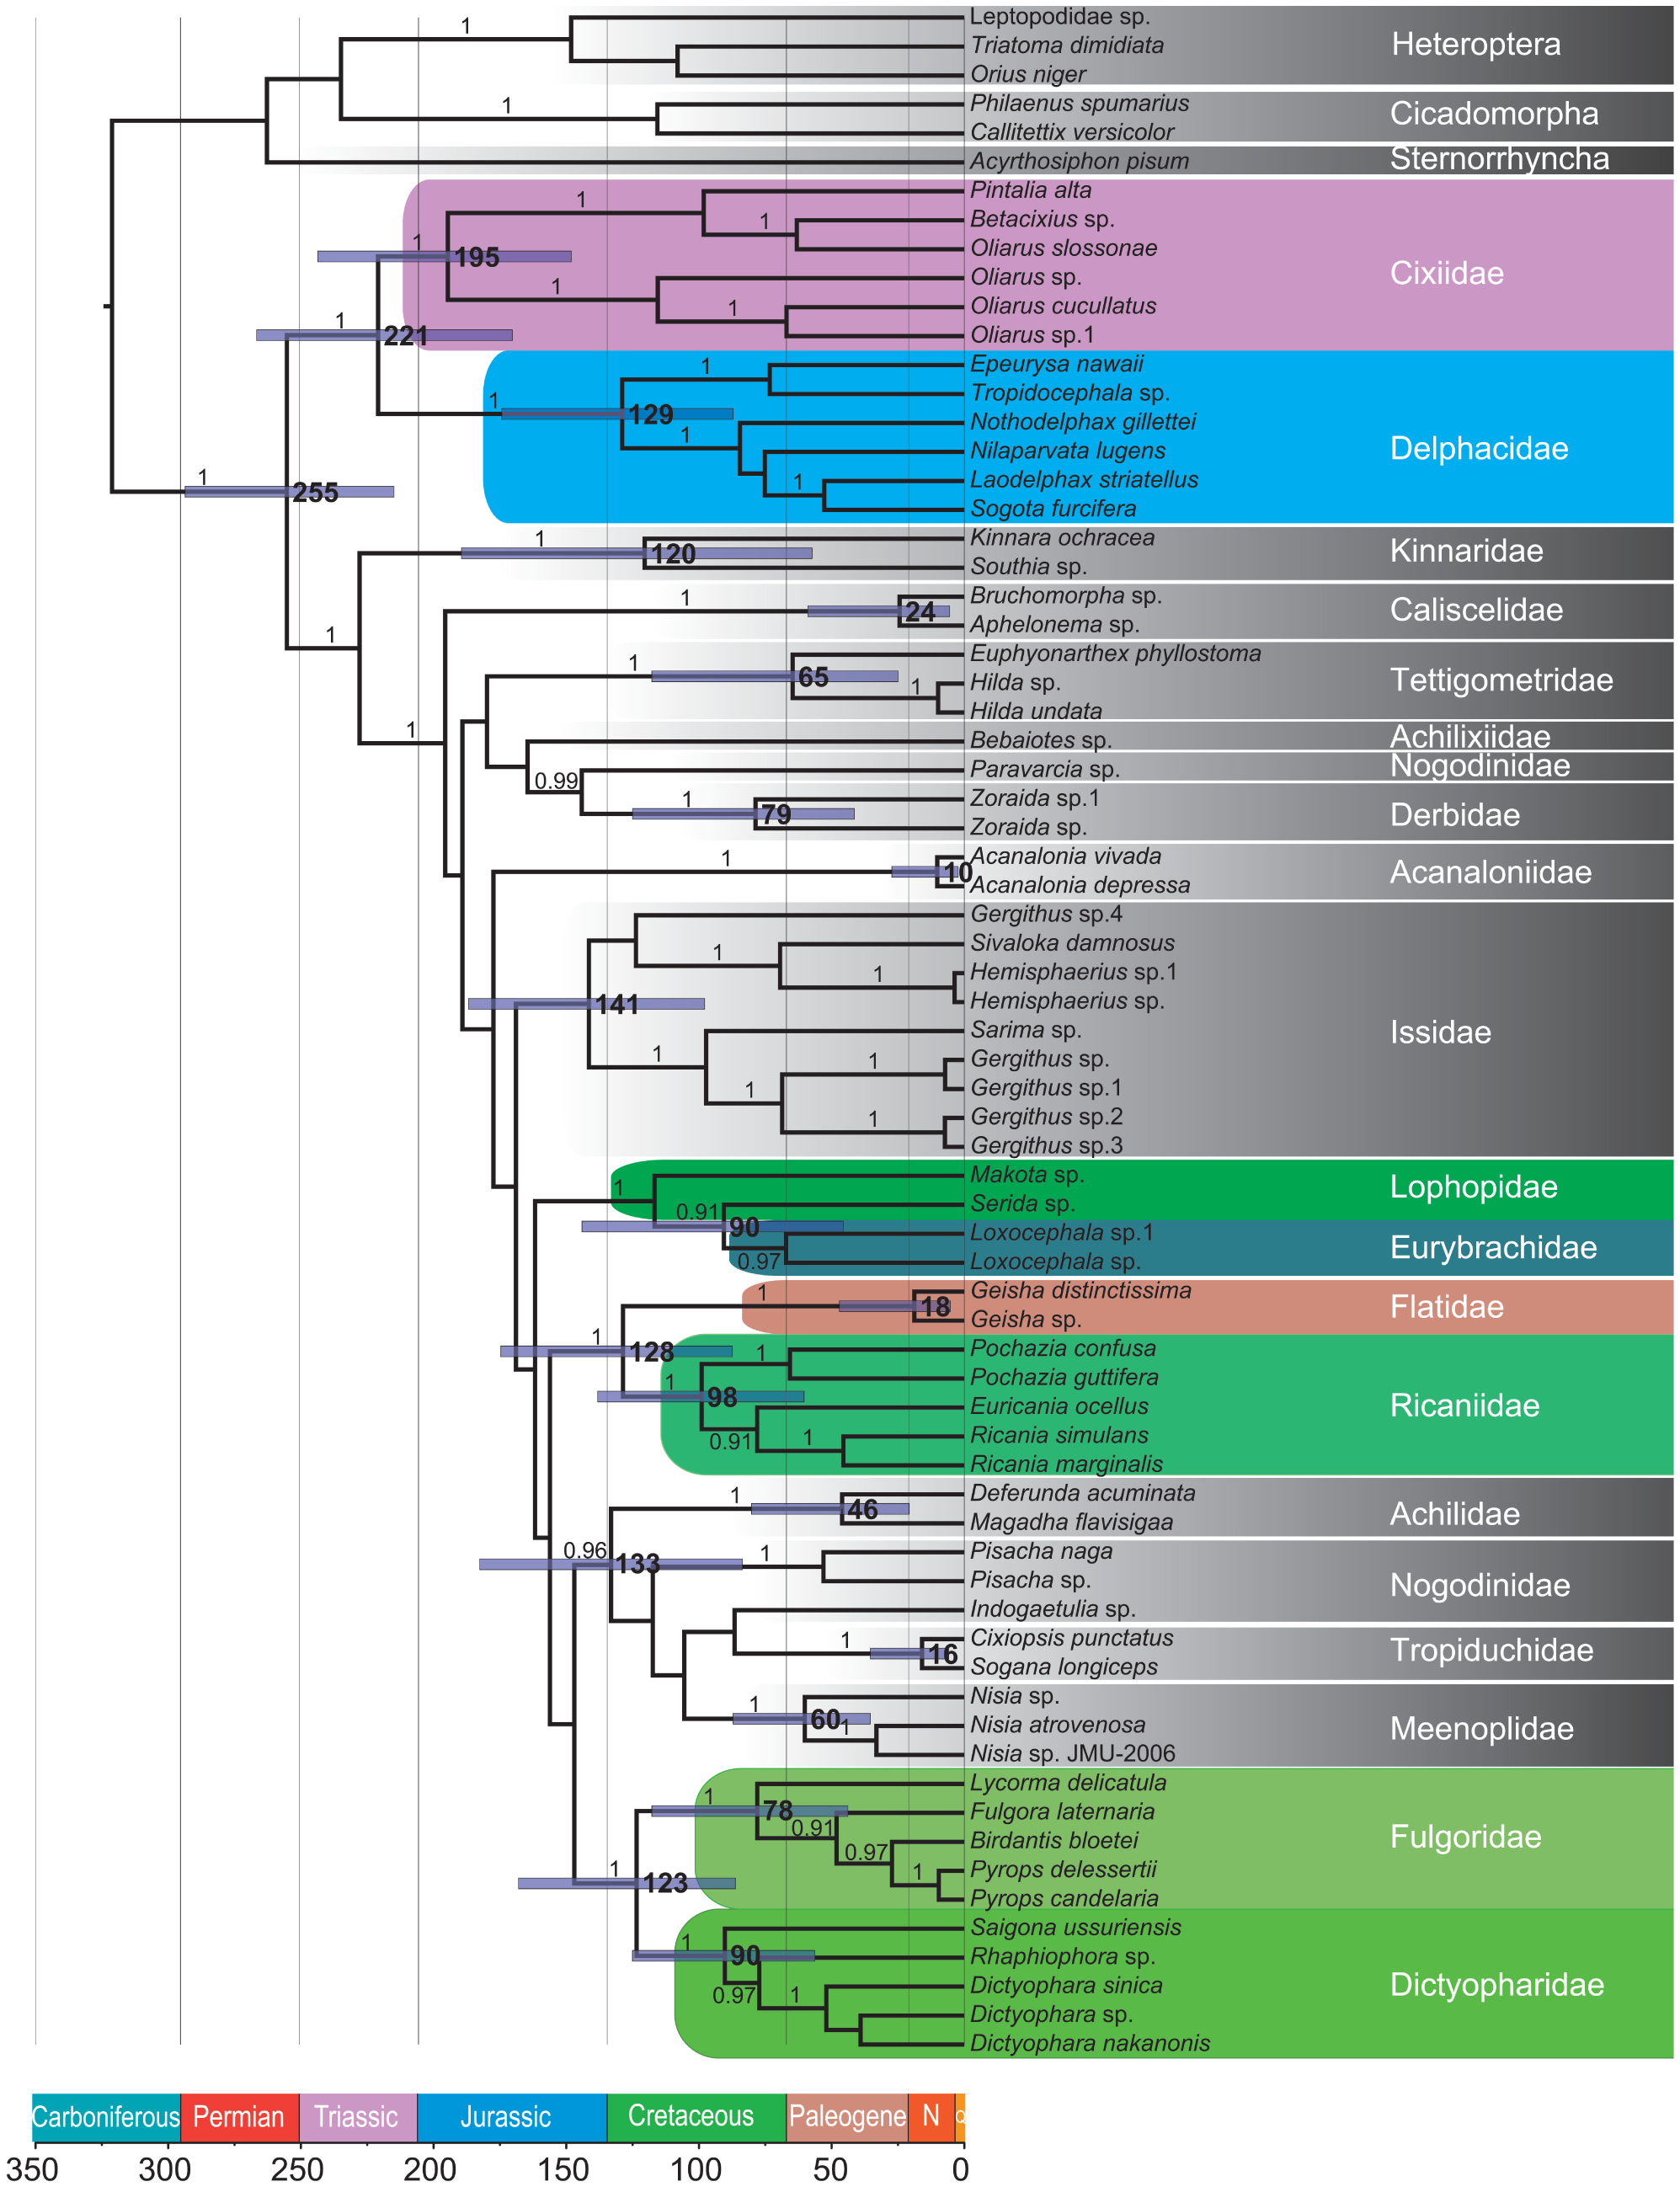 1
Leptopodidae sp.
Triatoma dimidiata
Heteroptera
Orius niger
1
Philaenus spumarius
Cicadomorpha
Callitettix versicolor
Acyrthosiphon pisum
Sternorrhyncha
1
Pintalia alta
1
Betacixius sp.
1
195
Oliarus slossonae
Cixiidae
1
Oliarus sp.
1
Oliarus cucullatus
1
221
Oliarus sp.1
1
Epeurysa nawaii
1
Tropidocephala sp.
129
Nothodelphax gillettei
1
Nilaparvata lugens
Delphacidae
1
255
1
Laodelphax striatellus
Sogota furcifera
1
120
Kinnara ochracea
Kinnaridae
Southia sp.
1
24
Bruchomorpha sp.
Caliscelidae
Aphelonema sp.
1
1
65
Euphyonarthex phyllostoma
1
Hilda sp.
Tettigometridae
Hilda undata
1
Bebaiotes sp.
Achilixiidae
0.99
Paravarcia sp.
Nogodinidae
1
79
Zoraida sp.1
Derbidae
Zoraida sp.
1
10
Acanalonia vivada
Acanaloniidae
Acanalonia depressa
Gergithus sp.4
1
Sivaloka damnosus
1
Hemisphaerius sp.1
141
Hemisphaerius sp.
Sarima sp.
Issidae
1
1
Gergithus sp.
1
Gergithus sp.1
1
Gergithus sp.2
Gergithus sp.3
1
Makota sp.
Lophopidae
0.91
Serida sp.
90
Loxocephala sp.1
Eurybrachidae
0.97
Loxocephala sp.
1
18
Geisha distinctissima
Flatidae
Geisha sp.
1
128
1
Pochazia confusa
1
98
Pochazia guttifera
Euricania ocellus
Ricaniidae
0.91
1
Ricania simulans
Ricania marginalis
1
46
Deferunda acuminata
Achilidae
Magadha flavisigaa
0.96
133
1
Pisacha naga
Pisacha sp.
Nogodinidae
Indogaetulia sp.
1
16
Cixiopsis punctatus
Tropiduchidae
Sogana longiceps
1
60
1
Nisia sp.
Nisia atrovenosa
Meenoplidae
Nisia sp. JMU-2006
1
78
Lycorma delicatula
0.91
Fulgora laternaria
0.97
Birdantis bloetei
Fulgoridae
1
123
1
Pyrops delessertii
Pyrops candelaria
1
90
Saigona ussuriensis
Rhaphiophora sp.
0.97
1
Dictyophara sinica
Dictyopharidae
Dictyophara sp.
Dictyophara nakanonis
Carboniferous Permian Triassic Jurassic Cretaceous Paleogene N Q
350 300 250 200 150 100 50 0